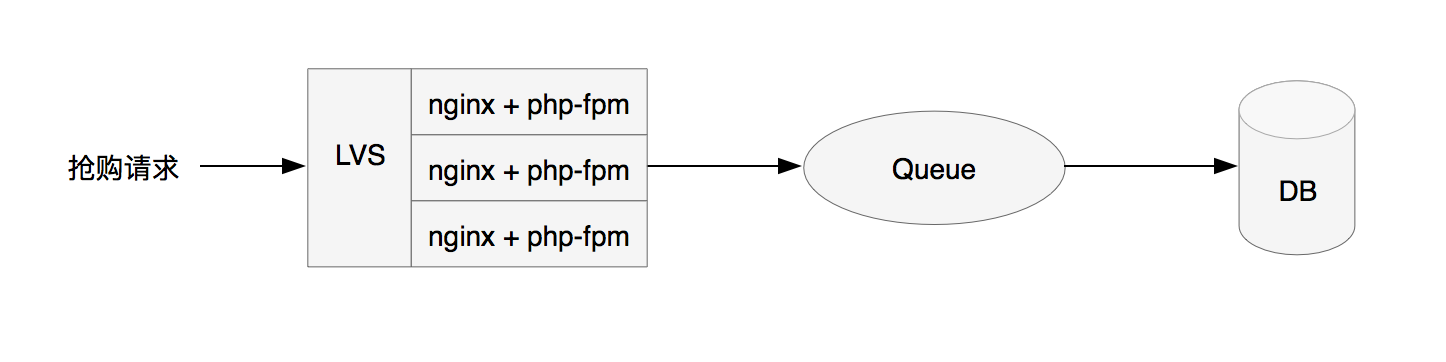 抢购请求
LVS
nginx + php-fpm
nginx + php-fpm
nginx + php-fpm
Queue
DB